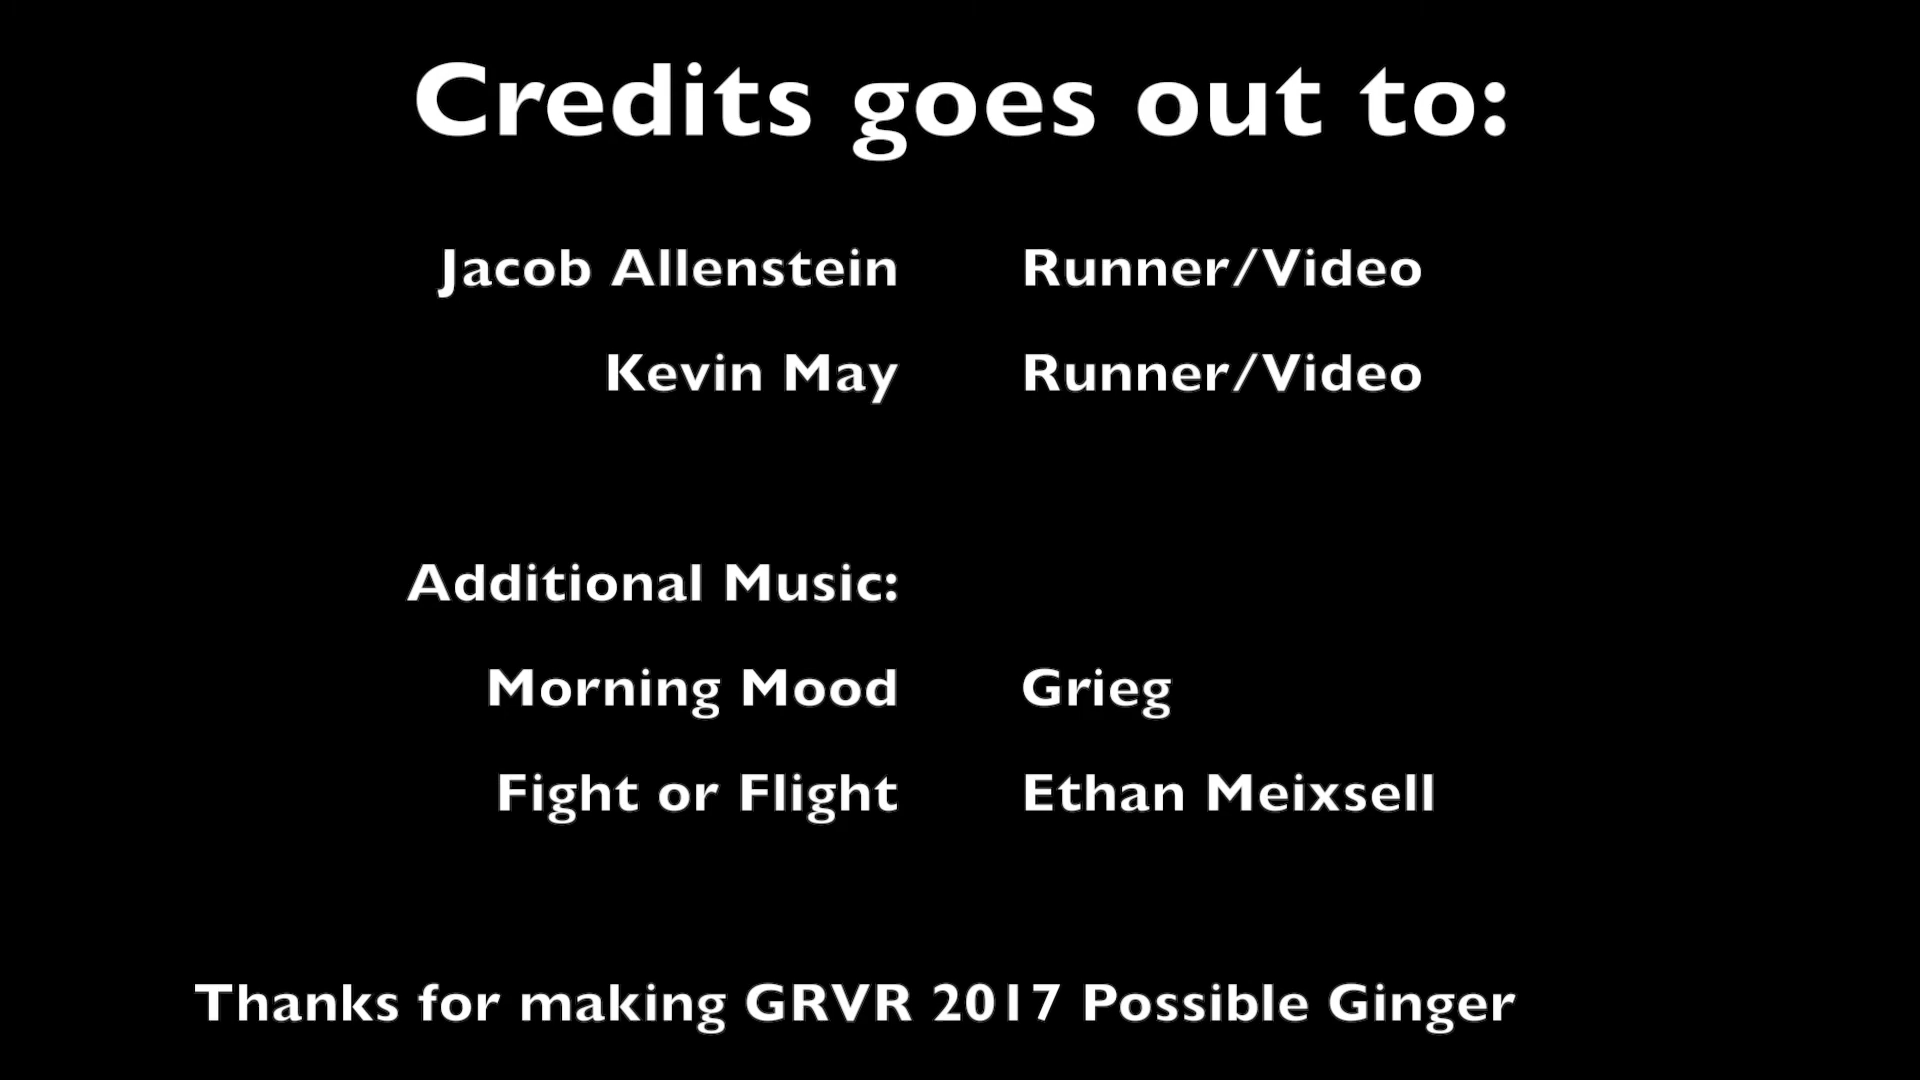 Credits goes out to:
Jacob Allenstein Runner/Video
Kevin May Runner/Video
Additional Music:
Morning Mood Grieg
Fight or Flight Ethan Meixsell
Thanks for making GRVR 2017 Possible Ginger